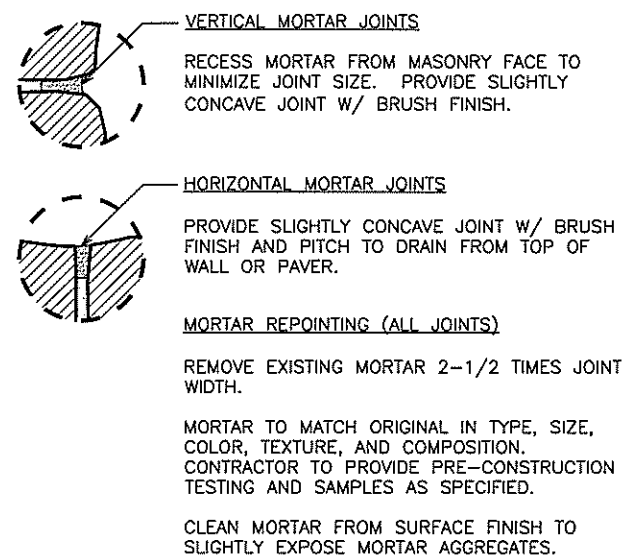 VERTICAL MORTAR JOINTS
RECESS MORTAR FROM MASONRY FACE TO
MINIMIZE JOINT SIZE. PROVIDE SLIGHTLY
CONCAVE JOINT W/ BRUSH FINISH.
HORIZONTAL MORTAR JOINTS
PROVIDE SLIGHTLY CONCAVE JOINT W/ BRUSH
FINISH AND PITCH TO DRAIN FROM TOP OF
WALL OR PAVER.
MORTAR REPOINTING (ALL JOINTS)
REMOVE EXISTING MORTAR 2-1/2 TIMES JOINT
WIDTH.
MORTAR TO MATCH ORIGINAL IN TYPE, SIZE,
COLOR, TEXTURE, AND COMPOSITION.
CONTRACTOR TO PROVIDE PRE-CONSTRUCTION
TESTING AND SAMPLES AS SPECIFIED.
CLEAN MORTAR FROM SURFACE FINISH TO
SLIGHTLY EXPOSE MORTAR AGGREGATES.